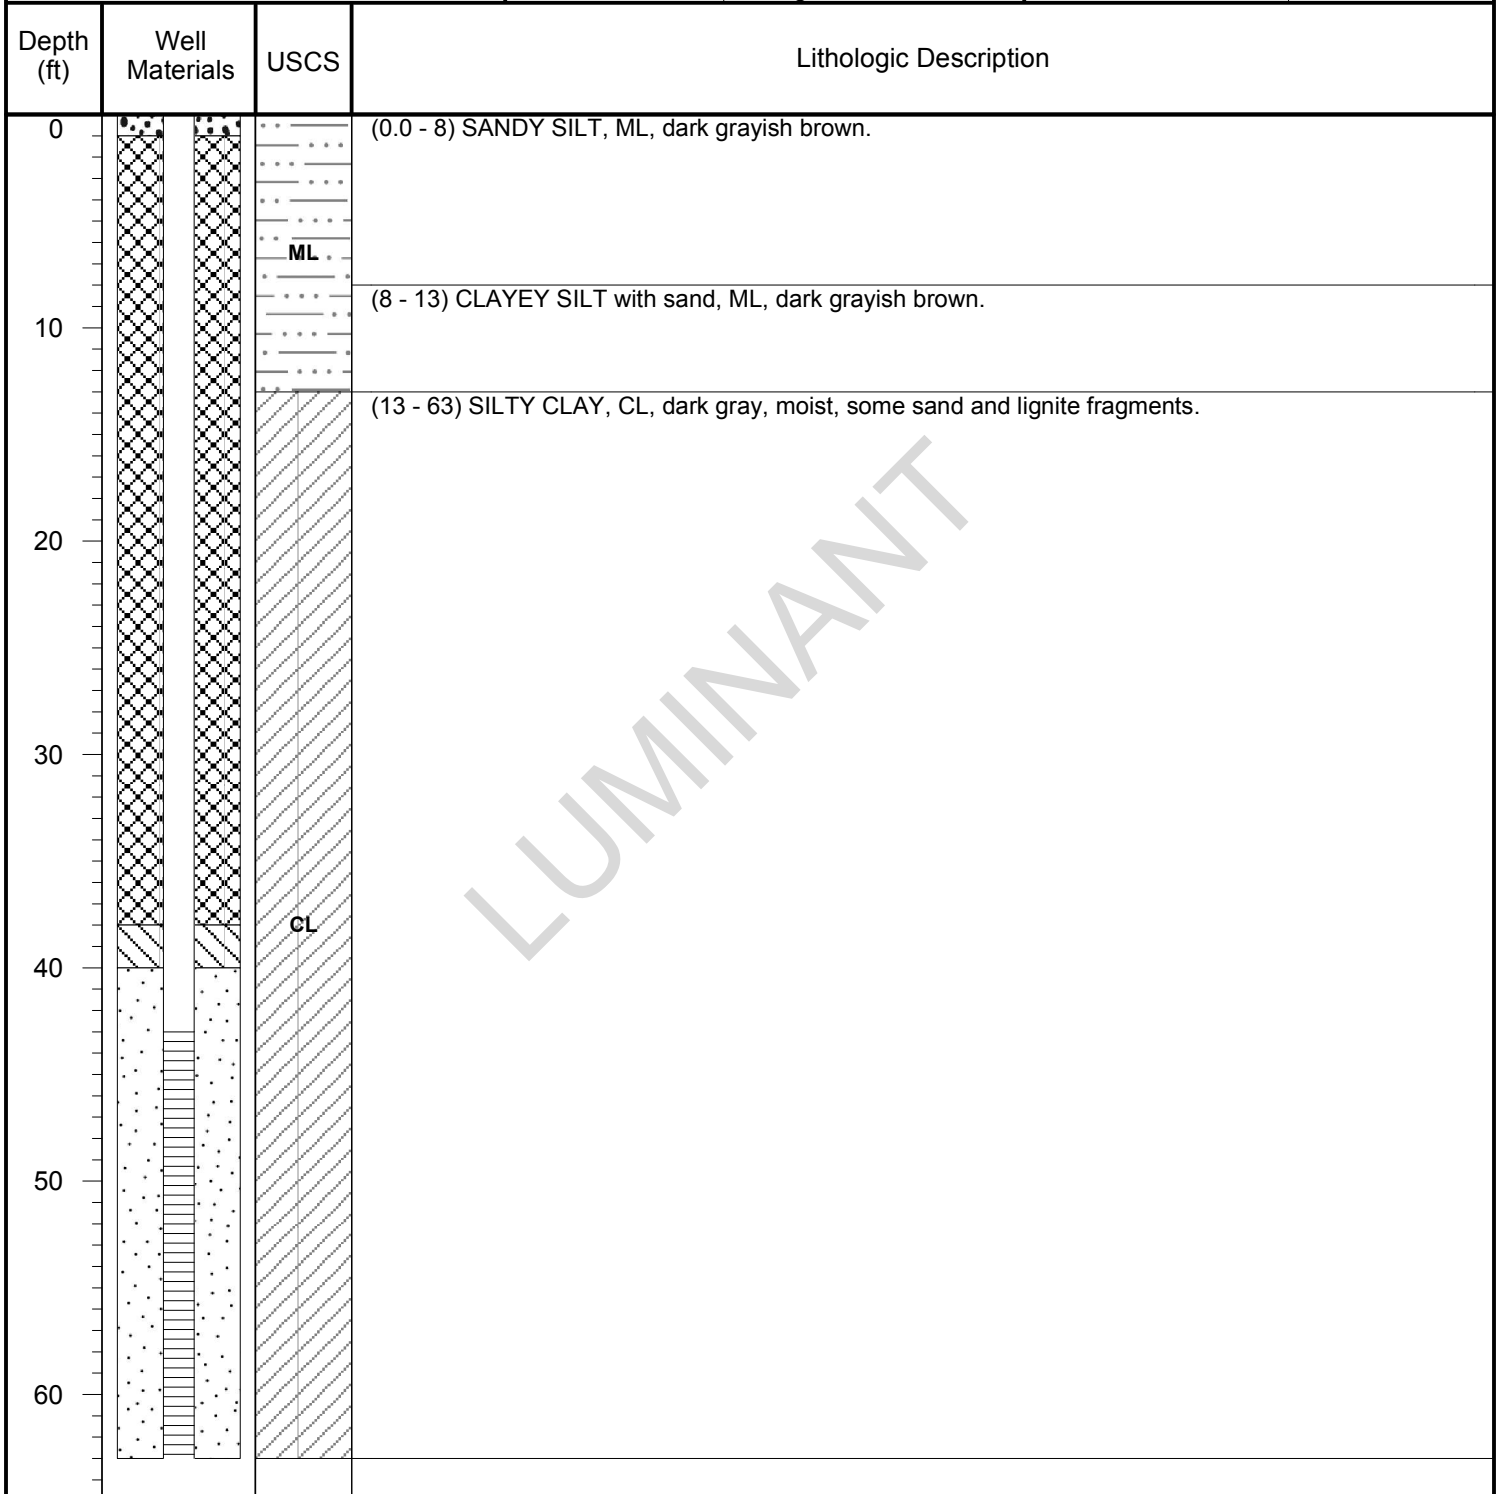 Depth
(ft)
Well
Materials
USCS
Lithologic Description
0
(0.0 - 8) SANDY SILT, ML, dark grayish brown.
ML
(8 - 13) CLAYEY SILT with sand, ML, dark grayish brown.
10
(13 - 63) SILTY CLAY, CL, dark gray, moist, some sand and lignite fragments.
20
30
LUMINANT
CL
40
50
60